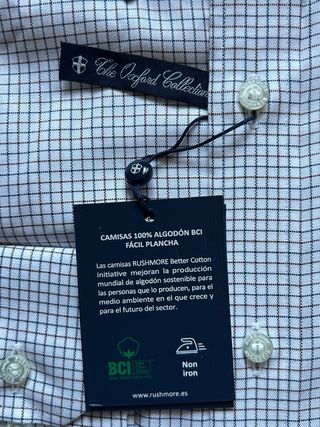 The Oxford Collection
CAMISAS 100% ALGODÓN BCI
FÁCIL PLANCHA
Las camisas RUSHMORE Better Cotton
Initiative mejoran la producción
mundial de algodón sostenible para
las personas que lo producen, para el
medio ambiente en el que crece y
para el futuro del sector.
BCI
Non
iron
www.rushmore.es